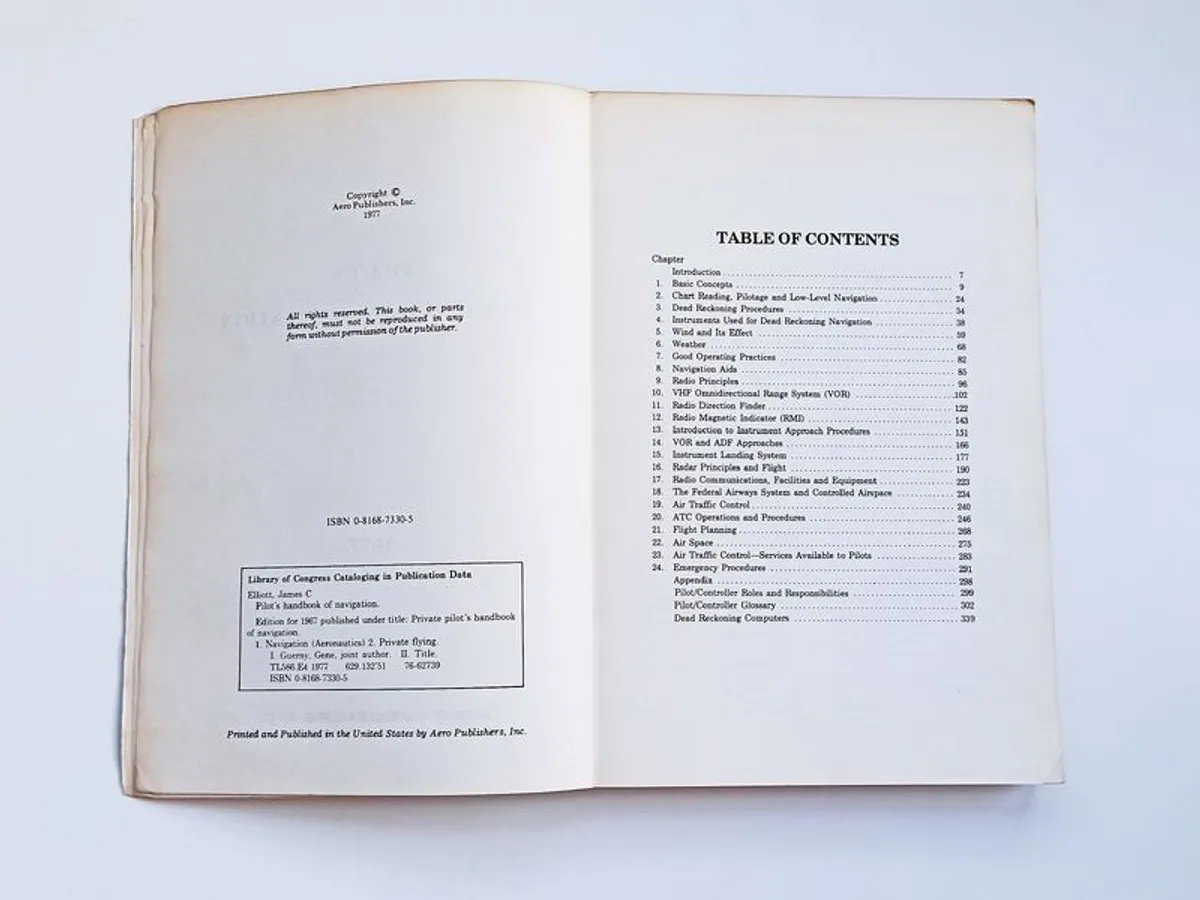 Copyright ©
Aero Publishers, Inc.
1977
All rights reserved. This book, or parts
thereof, must not be reproduced in any
form without permission of the publisher.
ISBN 0-8168-7330-5
Library of Congress Cataloging in Publication Data
Elliott, James C
Pilot's handbook of navigation.
Edition for 1967 published under title: Private pilot's handbook
of navigation.
1. Navigation (Aeronautics) 2. Private flying.
I. Guerny, Gene, joint author. II. Title.
TL586.E4 1977 629.132'51 76-62739
ISBN 0-8168-7330-5
Printed and Published in the United States by Aero Publishers, Inc.
TABLE OF CONTENTS
Chapter
Introduction 7
1. Basic Concepts 9
2. Chart Reading, Pilotage and Low-Level Navigation 24
3. Dead Reckoning Procedures 34
4. Instruments Used for Dead Reckoning Navigation 38
5. Wind and Its Effect 59
6. Weather 68
7. Good Operating Practices 82
8. Navigation Aids 85
9. Radio Principles 96
10. VHF Omnidirectional Range System (VOR) 102
11. Radio Direction Finder 122
12. Radio Magnetic Indicator (RMI) 143
13. Introduction to Instrument Approach Procedures 151
14. VOR and ADF Approaches 166
15. Instrument Landing System 177
16. Radar Principles and Flight 190
17. Radio Communications, Facilities and Equipment 223
18. The Federal Airways System and Controlled Airspace 234
19. Air Traffic Control 240
20. ATC Operations and Procedures 246
21. Flight Planning 268
22. Air Space 275
23. Air Traffic Control—Services Available to Pilots 283
24. Emergency Procedures 291
Appendix 298
Pilot/Controller Roles and Responsibilities 299
Pilot/Controller Glossary 302
Dead Reckoning Computers 339